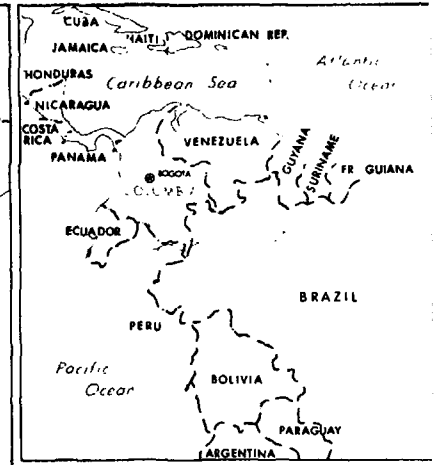 CUBA
HAITI
DOMINICAN REP.
JAMAICA
Atlantic
Ocean
HONDURAS
Caribbean Sea
NICARAGUA
COSTA
RICA
PANAMA
VENEZUELA
GUYANA
SURINAME
FR GUIANA
BOGOTA
COLOMBIA
ECUADOR
BRAZIL
PERU
Pacific
Ocean
BOLIVIA
PARAGUAY
ARGENTINA